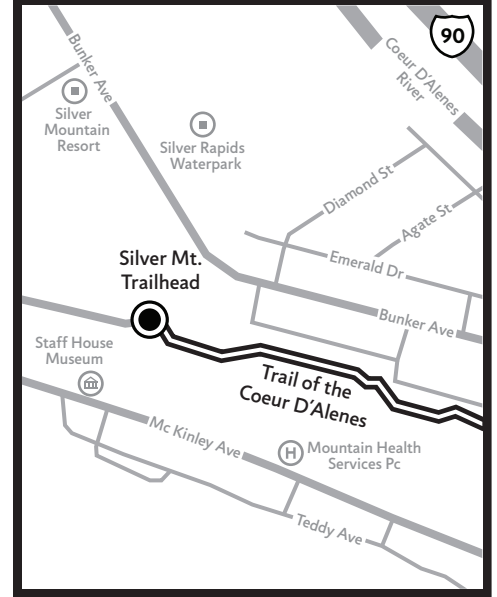 90
Bunker Ave
Coeur D'Alenes
River
Silver
Mountain
Resort
Silver Rapids
Waterpark
Diamond St
Agate St
Silver Mt.
Trailhead
Emerald Dr
Bunker Ave
Staff House
Museum
Trail of the
Coeur D'Alenes
Mc Kinley Ave
H
Mountain Health
Services Pc
Teddy Ave